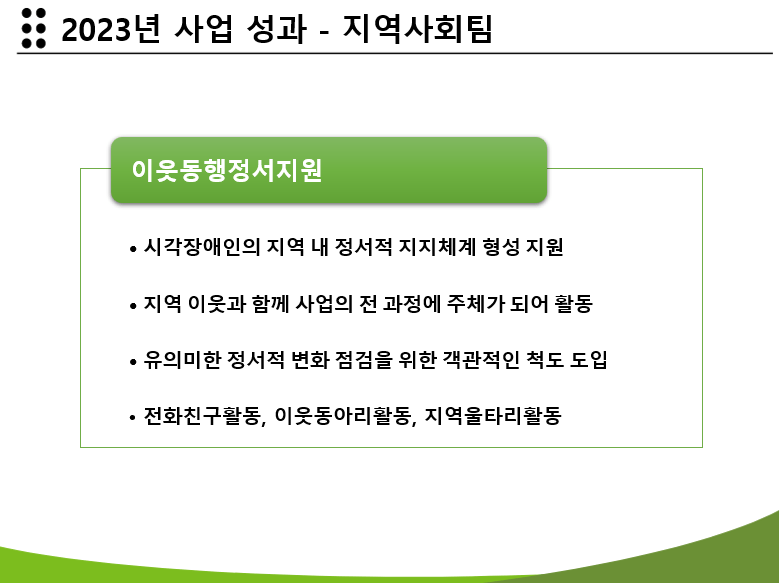 2023년 사업 성과 - 지역사회팀
이웃동행정서지원
• 시각장애인의 지역 내 정서적 지지체계 형성 지원
• 지역 이웃과 함께 사업의 전 과정에 주체가 되어 활동
• 유의미한 정서적 변화 점검을 위한 객관적인 척도 도입
• 전화친구활동, 이웃동아리활동, 지역울타리활동